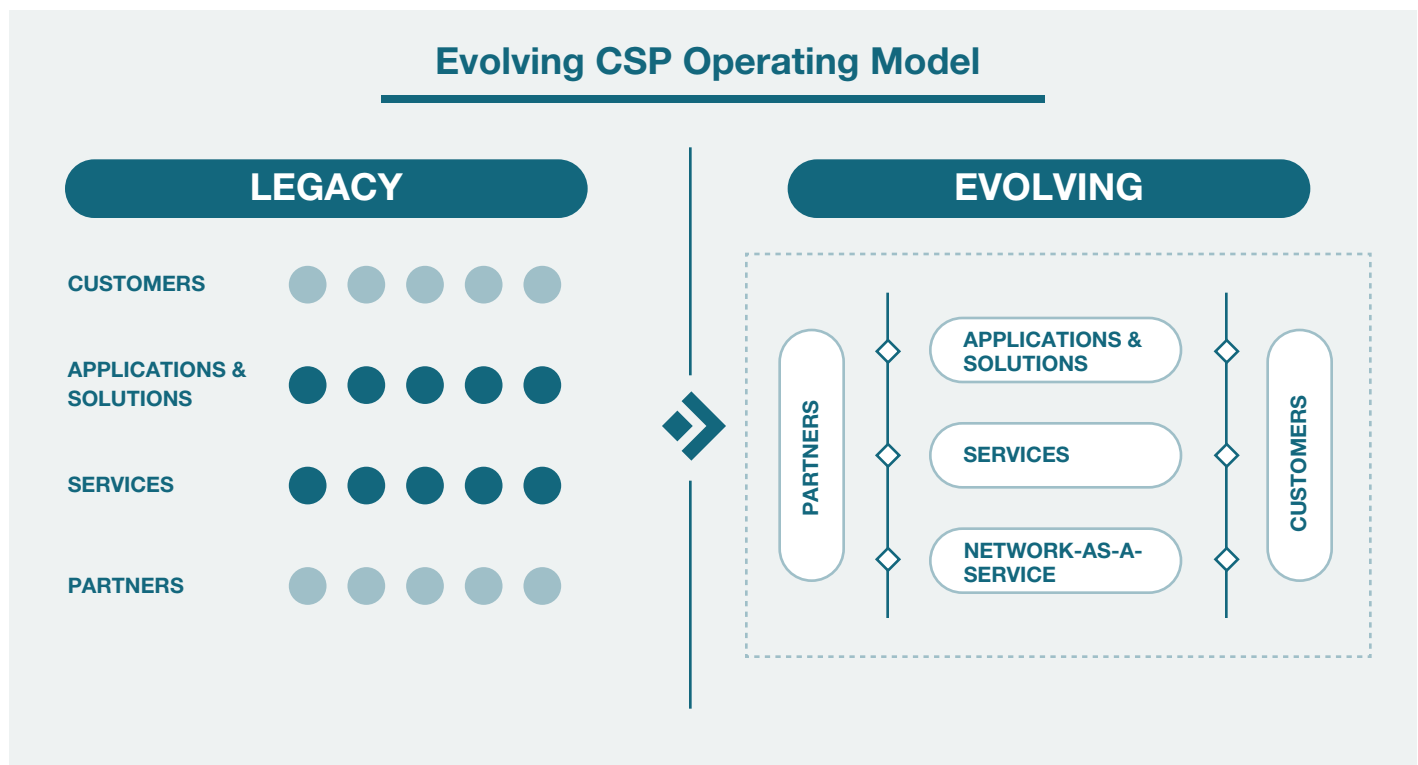 Evolving CSP Operating Model
LEGACY
CUSTOMERS
APPLICATIONS &
SOLUTIONS
SERVICES
PARTNERS
EVOLVING
PARTNERS
APPLICATIONS &
SOLUTIONS
SERVICES
NETWORK-AS-A-
SERVICE
CUSTOMERS